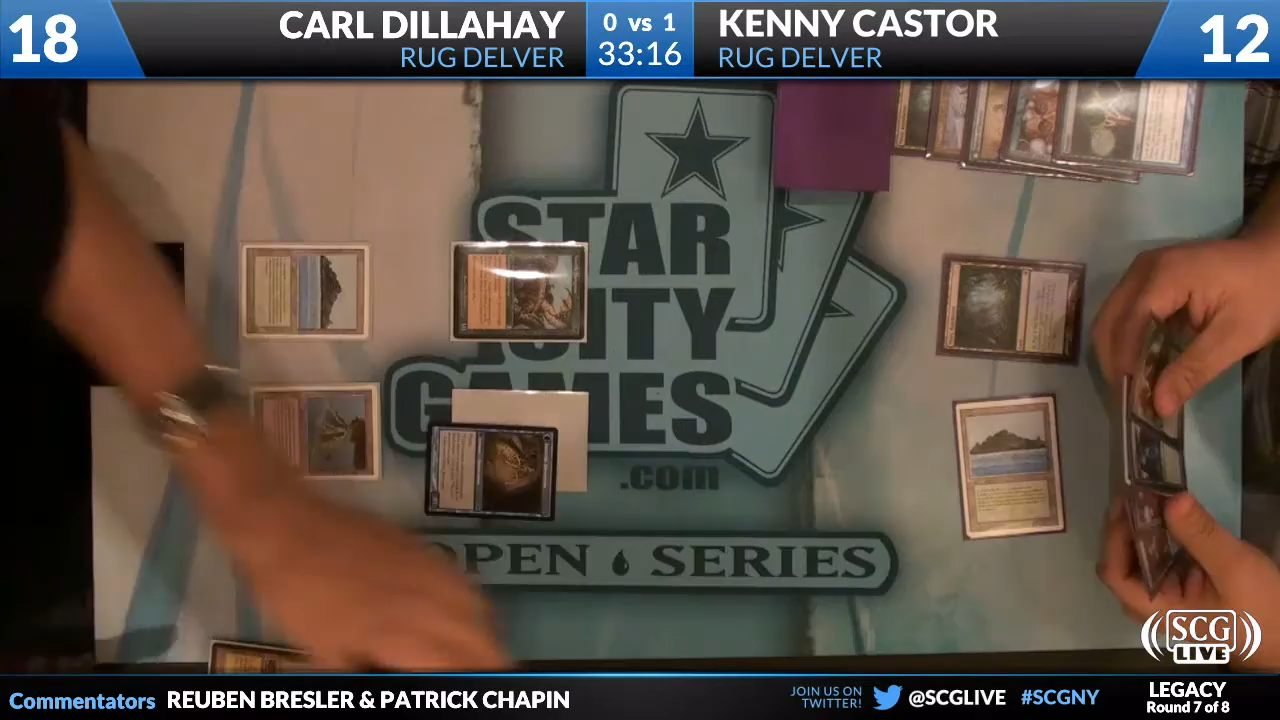 18
CARL DILLAHAY
RUG DELVER
0 vs 1
33:16
KENNY CASTOR
RUG DELVER
12
STAR
CITY
GAMES
.com
OPEN SERIES
SCG
LIVE
Commentators REUBEN BRESLER & PATRICK CHAPIN
JOIN US ON
TWITTER!
@SCGLIVE #SCGNY
LEGACY
Round 7 of 8